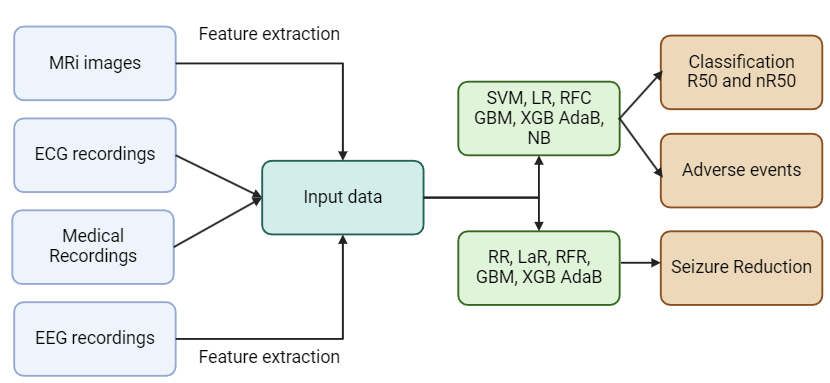 Feature extraction
MRi images
ECG recordings
Medical
Recordings
EEG recordings
Feature extraction
Input data
SVM, LR, RFC
GBM, XGB AdaB,
NB
RR, LaR, RFR,
GBM, XGB AdaB
Classification
R50 and nR50
Adverse events
Seizure Reduction